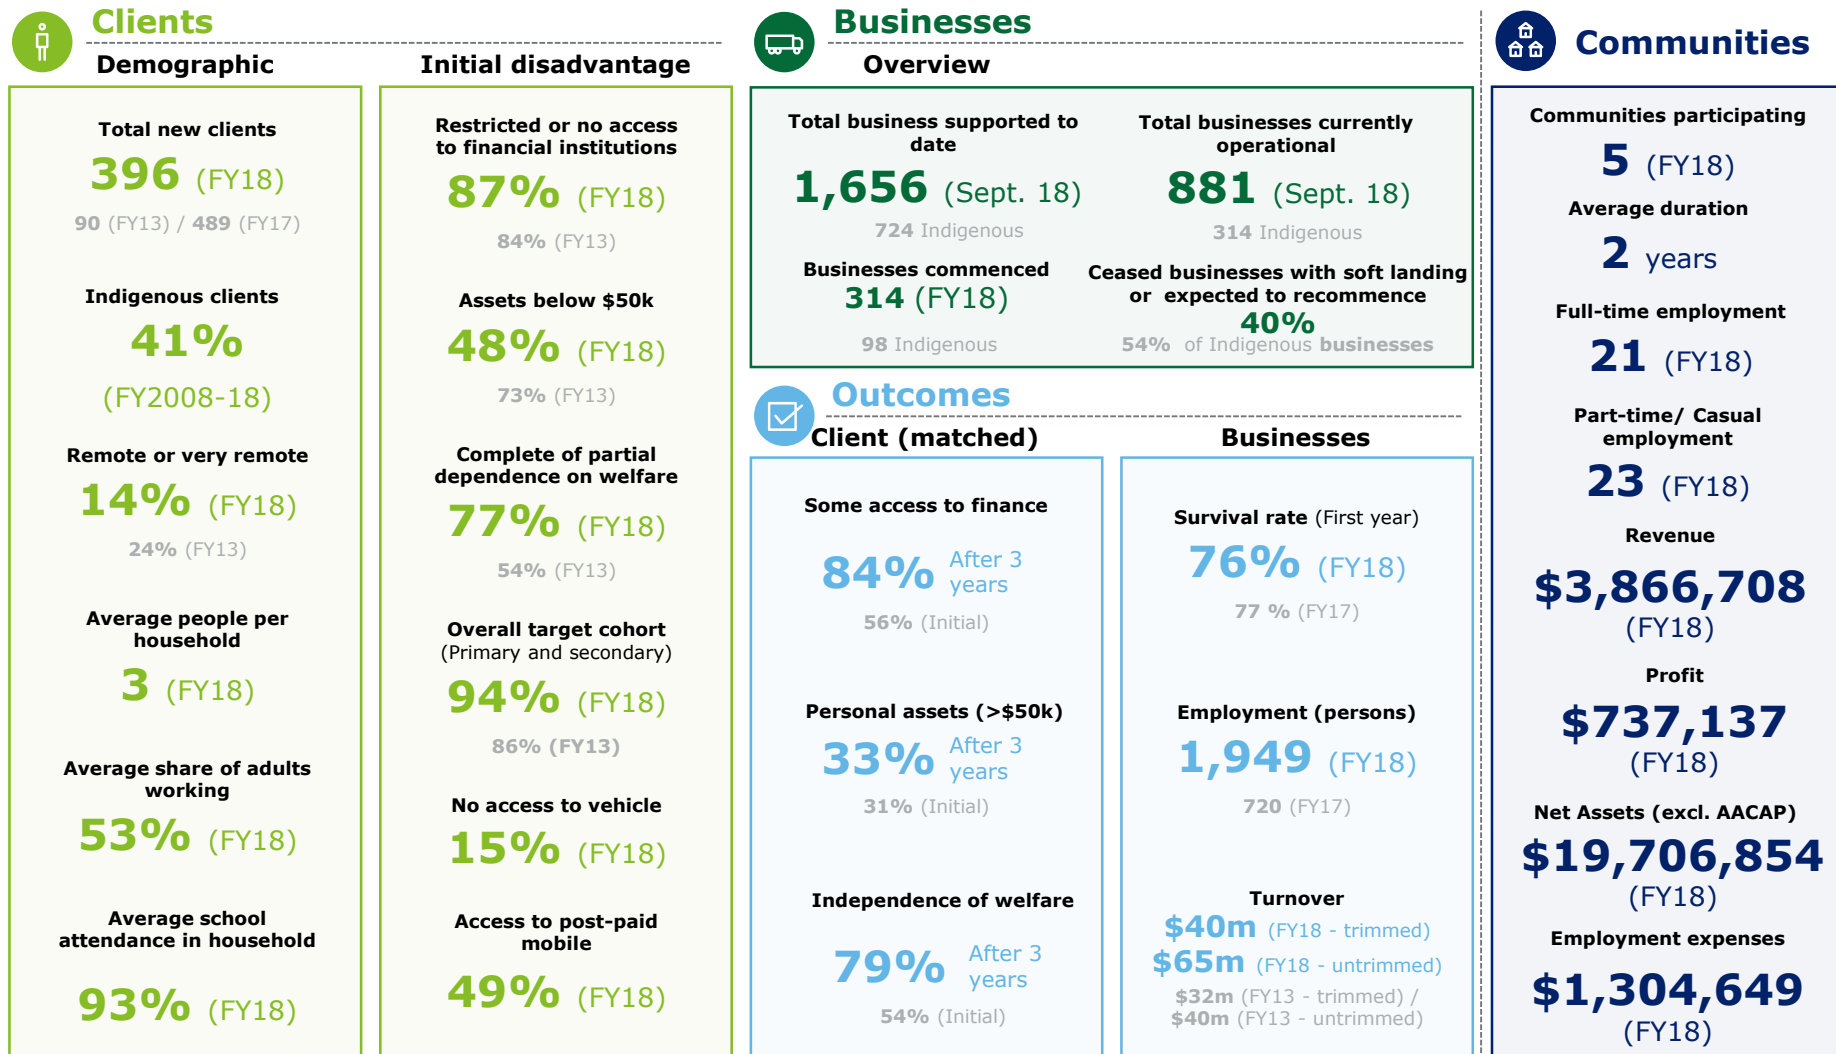 Clients
Demographic
Total new clients
396 (FY18)
90 (FY13) / 489 (FY17)
Indigenous clients
41%
(FY2008-18)
Remote or very remote
14% (FY18)
24% (FY13)
Average people per
household
3 (FY18)
Average share of adults
working
53% (FY18)
Average school
attendance in household
93% (FY18)
Initial disadvantage
Restricted or no access
to financial institutions
87% (FY18)
84% (FY13)
Assets below $50k
48% (FY18)
73% (FY13)
Complete of partial
dependence on welfare
77% (FY18)
54% (FY13)
Overall target cohort
(Primary and secondary)
94% (FY18)
86% (FY13)
No access to vehicle
15% (FY18)
Access to post-paid
mobile
49% (FY18)
Businesses
Overview
Total business supported to
date
1,656 (Sept. 18)
724 Indigenous
Total businesses currently
operational
881 (Sept. 18)
314 Indigenous
Businesses commenced
314 (FY18)
98 Indigenous
Ceased businesses with soft landing
or expected to recommence
40%
54% of Indigenous businesses
Outcomes
Client (matched)
Some access to finance
84% After 3
years
56% (Initial)
Personal assets (>$50k)
33% After 3
years
31% (Initial)
Independence of welfare
79% After 3
years
54% (Initial)
Businesses
Survival rate (First year)
76% (FY18)
77 % (FY17)
Employment (persons)
1,949 (FY18)
720 (FY17)
Turnover
$40m (FY18 - trimmed)
$65m (FY18 - untrimmed)
$32m (FY13 - trimmed) /
$40m (FY13 - untrimmed)
Communities
Communities participating
5 (FY18)
Average duration
2 years
Full-time employment
21 (FY18)
Part-time/ Casual
employment
23 (FY18)
Revenue
$3,866,708
(FY18)
Profit
$737,137
(FY18)
Net Assets (excl. AACAP)
$19,706,854
(FY18)
Employment expenses
$1,304,649
(FY18)